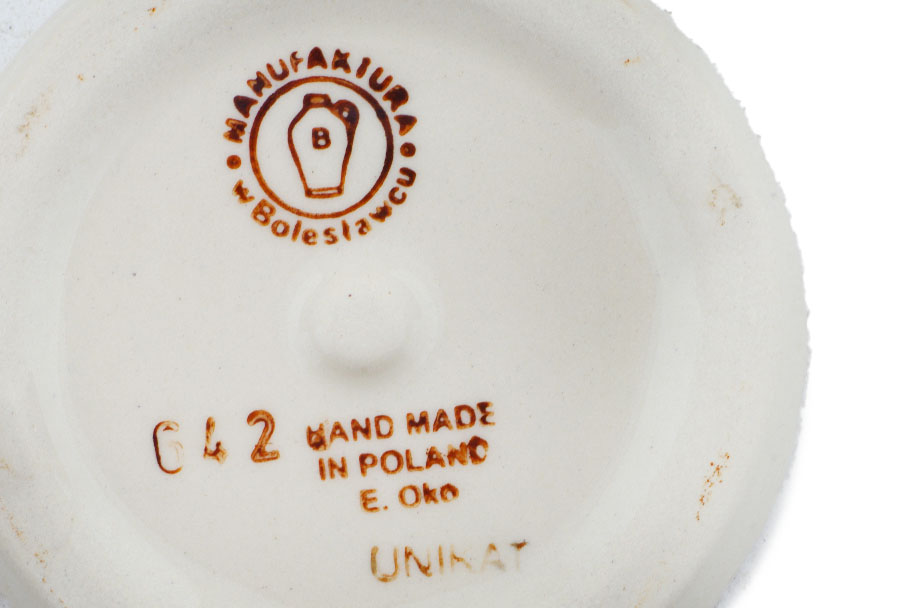 MANUFAKTURA
B
w Bolesławcu
642 HAND MADE
IN POLAND
E. Oko
UNIKAT